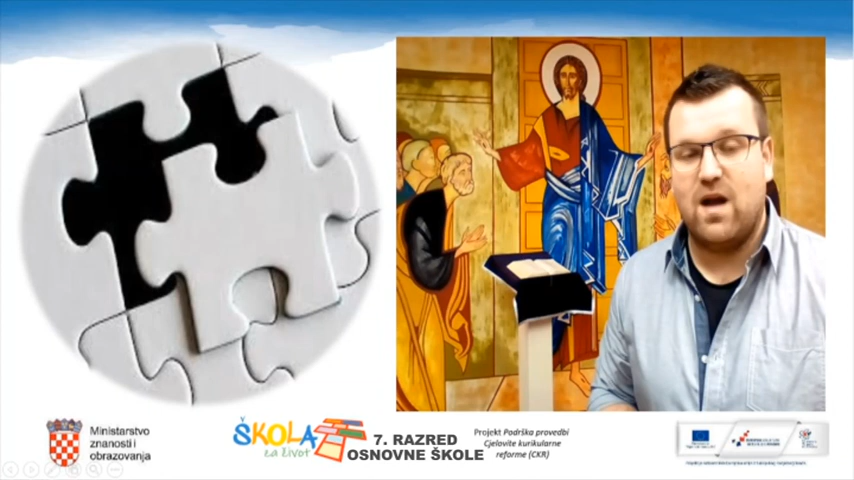 Ministarstvo
znanosti i
obrazovanja
ŠKOLA
za život
7. RAZRED
OSNOVNE ŠKOLE
Projekt Podrška provedbi
Cjelovite kurikularne
reforme (CKR)